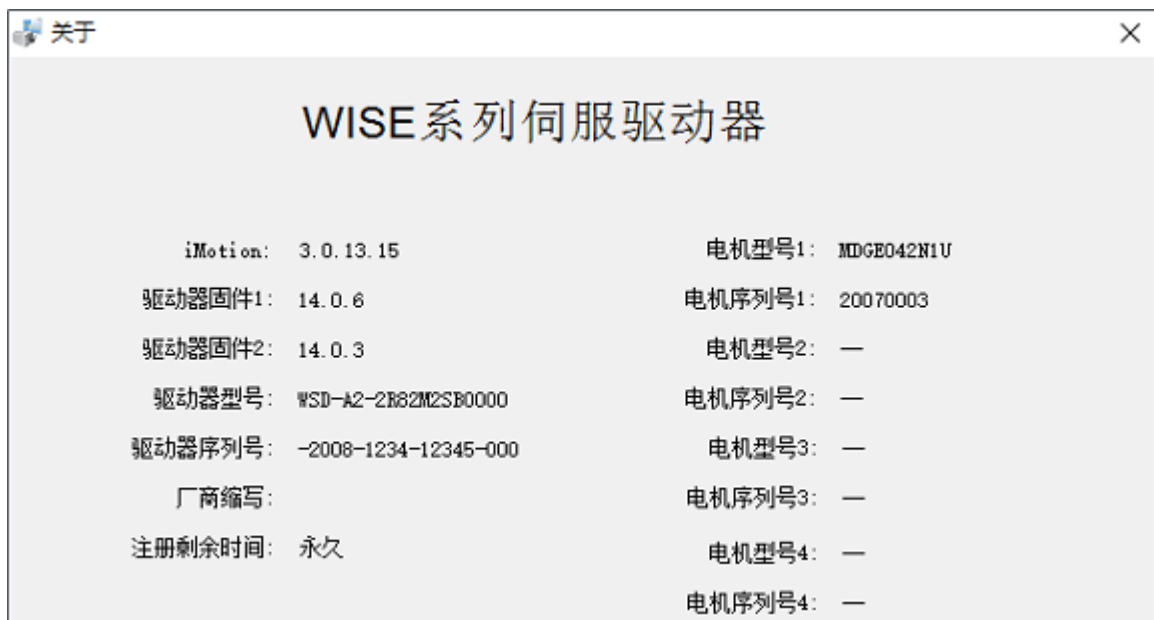 关于
WISE系列伺服驱动器
iMotion: 3.0.13.15 电机型号1: MDGE042N1U
驱动器固件1: 14.0.6 电机序列号1: 20070003
驱动器固件2: 14.0.3 电机型号2: —
驱动器型号: WSD-A2-2R82M2SB0000 电机序列号2: —
驱动器序列号: -2008-1234-12345-000 电机型号3: —
厂商缩写: 电机序列号3: —
注册剩余时间: 永久 电机型号4: —
电机序列号4: —